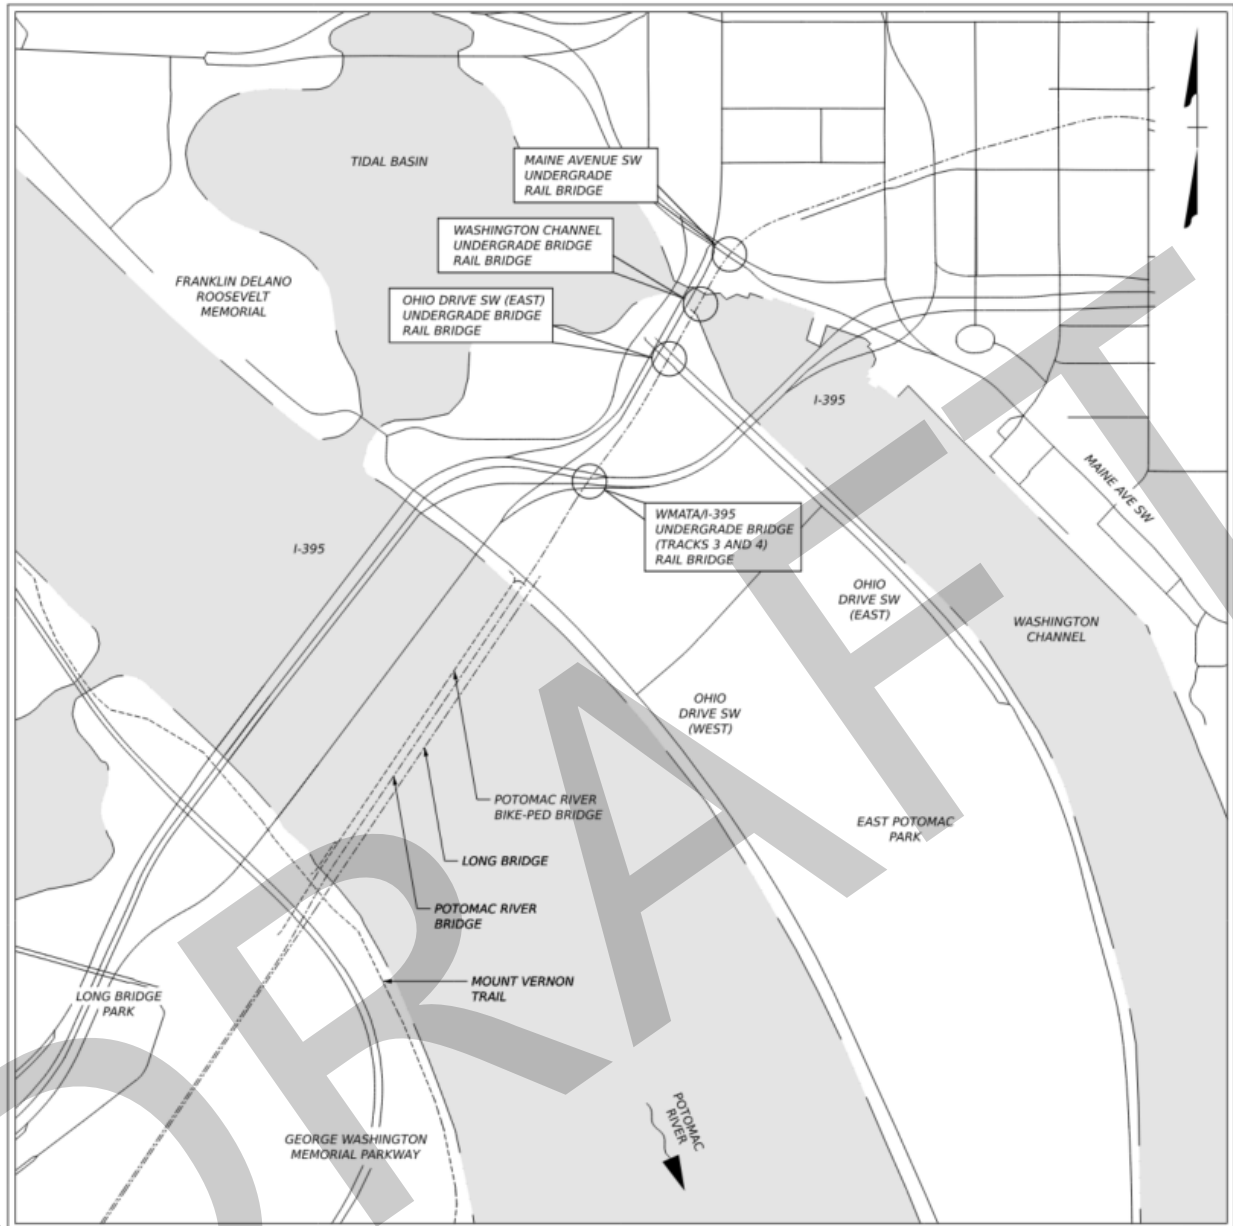 TIDAL BASIN
MAINE AVENUE SW
UNDERGRADE
RAIL BRIDGE
WASHINGTON CHANNEL
UNDERGRADE BRIDGE
RAIL BRIDGE
FRANKLIN DELANO
ROOSEVELT
MEMORIAL
OHIO DRIVE SW (EAST)
UNDERGRADE BRIDGE
RAIL BRIDGE
I-395
MAINE AVE SW
WMATA/I-395
UNDERGRADE BRIDGE
(TRACKS 3 AND 4)
RAIL BRIDGE
I-395
OHIO
DRIVE SW
(EAST)
WASHINGTON
CHANNEL
OHIO
DRIVE SW
(WEST)
POTOMAC RIVER
BIKE-PED BRIDGE
EAST POTOMAC
PARK
LONG BRIDGE
POTOMAC RIVER
BRIDGE
MOUNT VERNON
TRAIL
LONG BRIDGE
PARK
POTOMAC
RIVER
GEORGE WASHINGTON
MEMORIAL PARKWAY
DRAFT